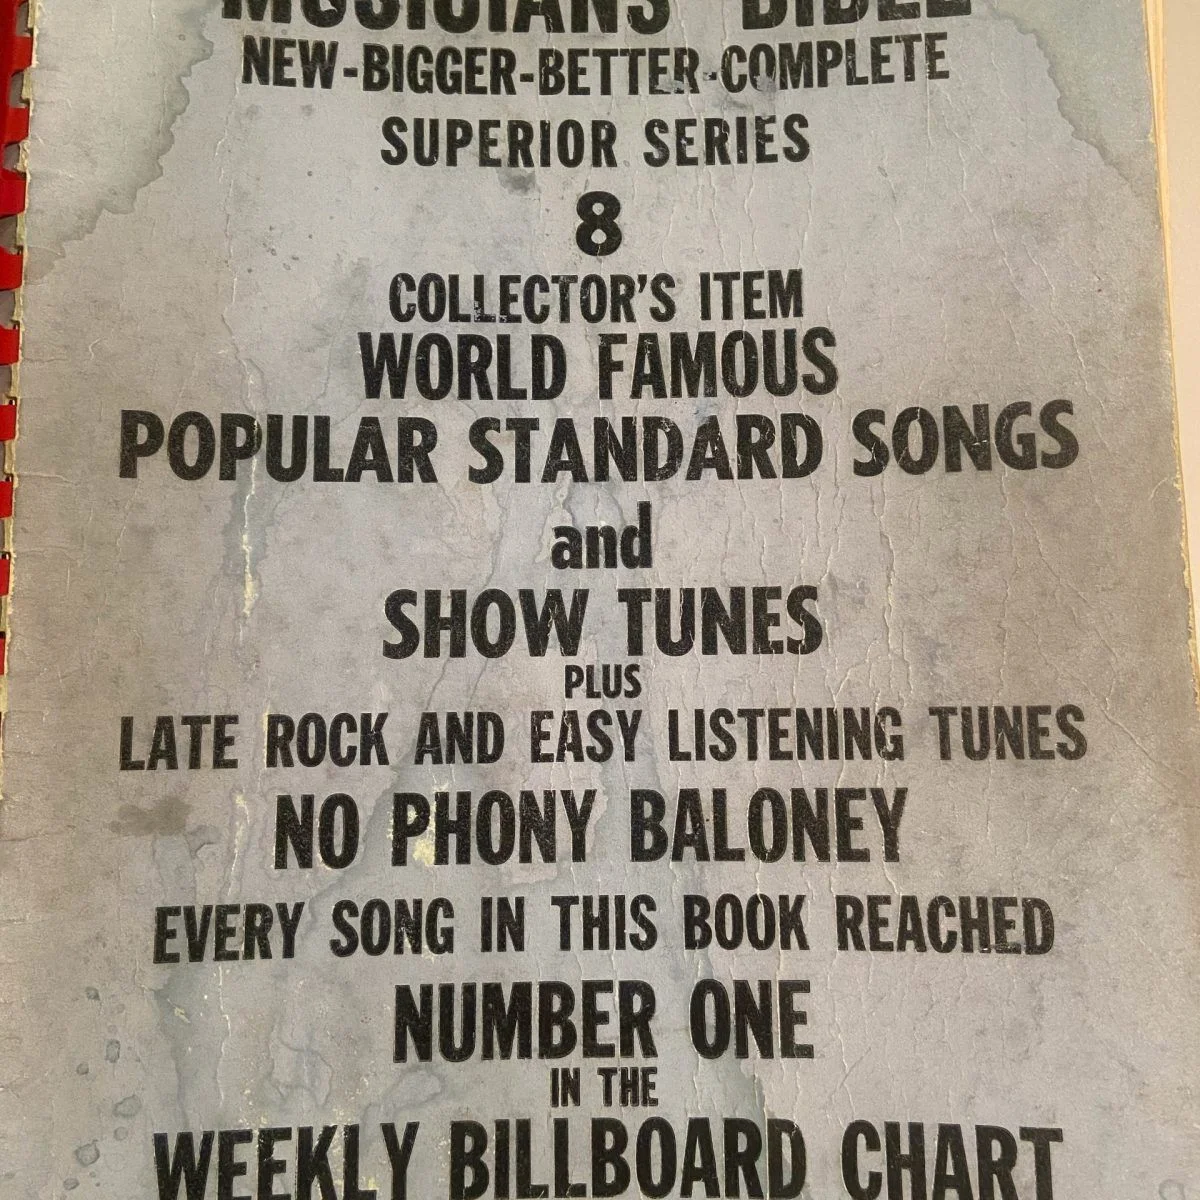 MUSICIANS BIBLE
NEW-BIGGER-BETTER-COMPLETE
SUPERIOR SERIES
8
COLLECTOR'S ITEM
WORLD FAMOUS
POPULAR STANDARD SONGS
and
SHOW TUNES
PLUS
LATE ROCK AND EASY LISTENING TUNES
NO PHONY BALONEY
EVERY SONG IN THIS BOOK REACHED
NUMBER ONE
IN THE
WEEKLY BILLBOARD CHART